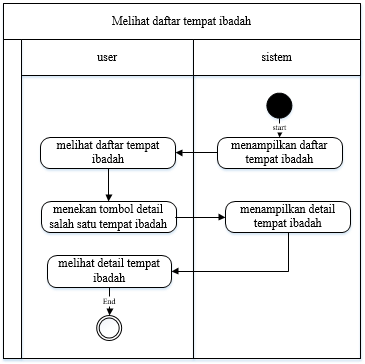 Melihat daftar tempat ibadah
user
sistem
start
menampilkan daftar
tempat ibadah
melihat daftar tempat
ibadah
menekan tombol detail
salah satu tempat ibadah
menampilkan detail
tempat ibadah
melihat detail tempat
ibadah
End